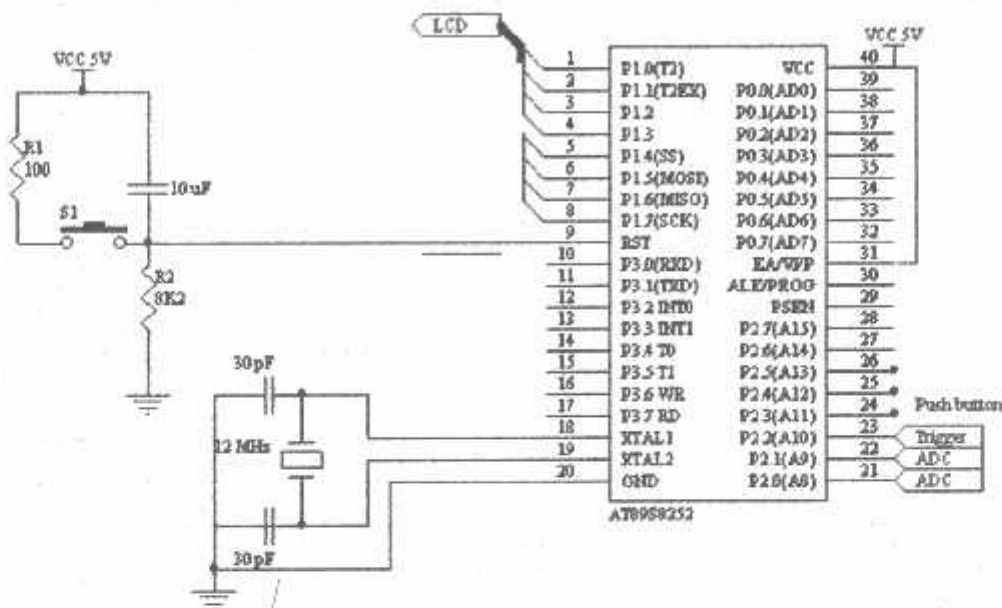 LCD
VCC 5V
VCC 5V
R1
100
10 uF
S1
R2
8K2
30 pF
12 MHz
30 pF
1 P1.0(T2) VCC 40
2 P1.1(T2EX) P0.0(AD0) 39
3 P1.2 P0.1(AD1) 38
4 P1.3 P0.2(AD2) 37
5 P1.4(SS) P0.3(AD3) 36
6 P1.5(MOSI) P0.4(AD4) 35
7 P1.6(MISO) P0.5(AD5) 34
8 P1.7(SCK) P0.6(AD6) 33
9 RST P0.7(AD7) 32
10 P3.0(RXD) EA/VPP 31
11 P3.1(TXD) ALE/PROG 30
12 P3.2 INT0 PSEN 29
13 P3.3 INT1 P2.7(A15) 28
14 P3.4 T0 P2.6(A14) 27
15 P3.5 T1 P2.5(A13) 26
16 P3.6 WR P2.4(A12) 25
17 P3.7 RD P2.3(A11) 24
18 XTAL1 P2.2(A10) 23
19 XTAL2 P2.1(A9) 22
20 GND P2.0(A8) 21
Push button
Trigger
ADC
ADC
AT89S8252